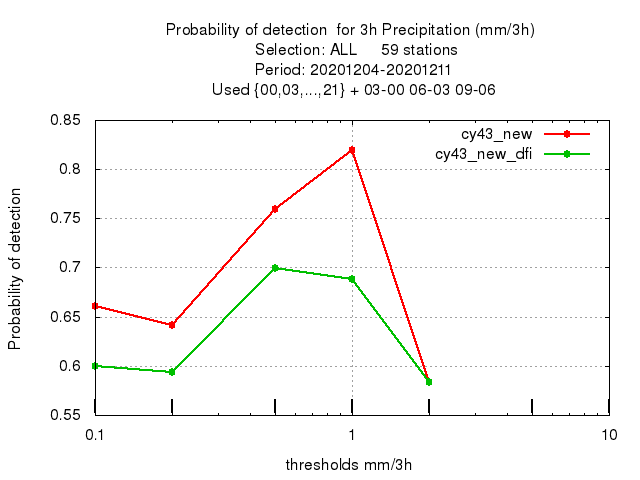 Probability of detection  for 3h Precipitation (mm/3h)
Selection: ALL     59 stations
Period: 20201204-20201211
Used {00,03,...,21} + 03-00 06-03 09-06
0.85
0.8
0.75
0.7
0.65
0.6
0.55
Probability of detection
cy43_new
cy43_new_dfi
0.1 1 10
thresholds mm/3h